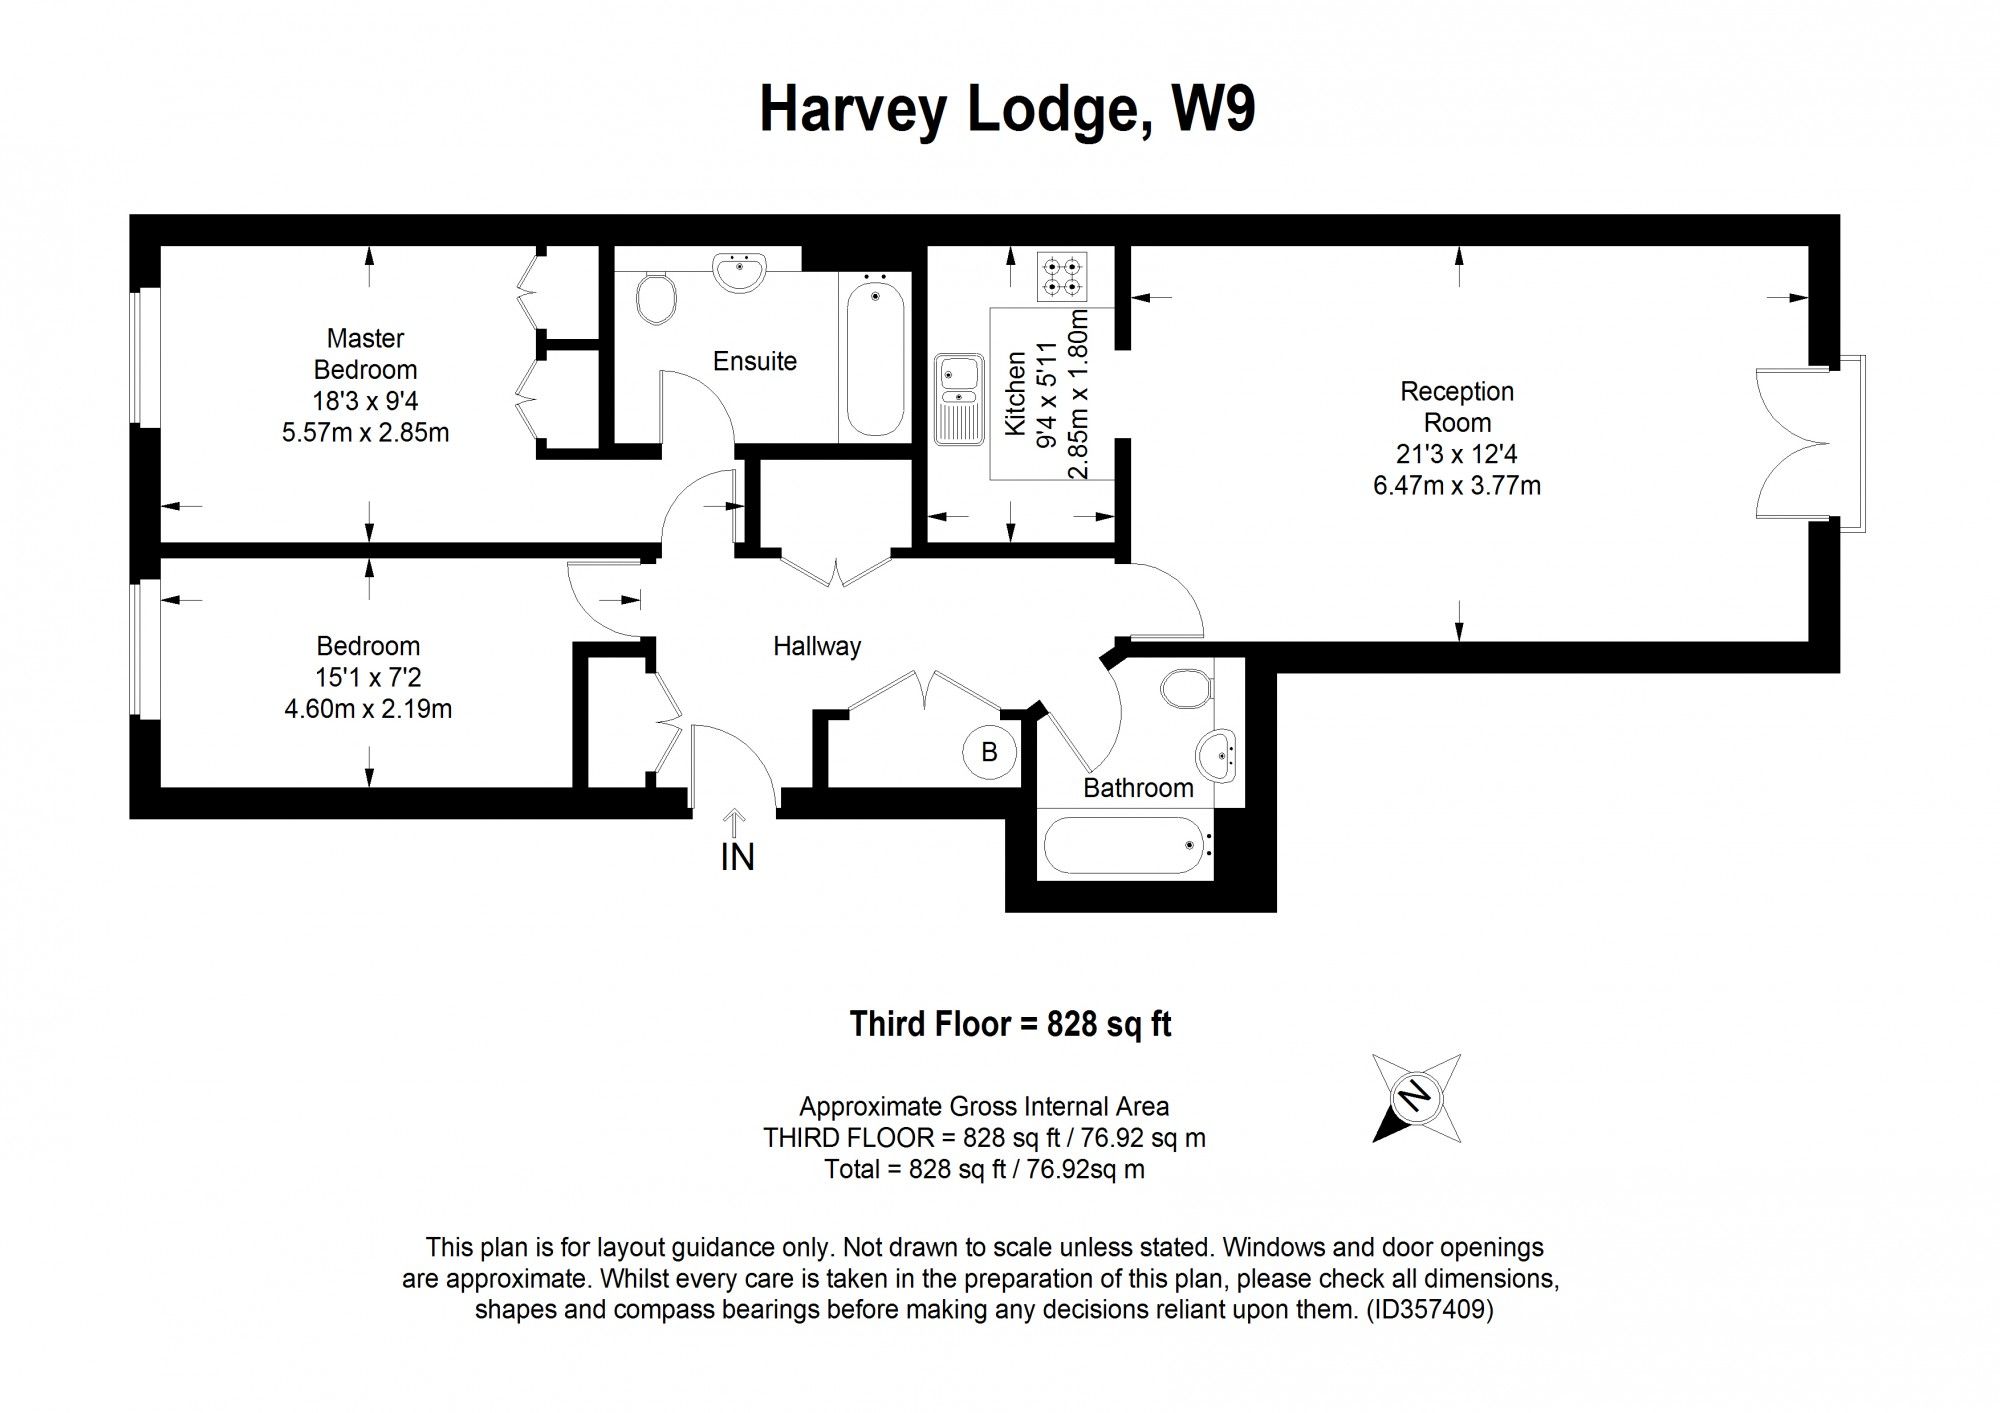 Harvey Lodge, W9
Master
Bedroom
18'3 x 9'4
5.57m x 2.85m
Ensuite
Kitchen
9'4 x 5'11
2.85m x 1.80m
Reception
Room
21'3 x 12'4
6.47m x 3.77m
Bedroom
15'1 x 7'2
4.60m x 2.19m
Hallway
B
Bathroom
IN
Third Floor = 828 sq ft
Approximate Gross Internal Area
THIRD FLOOR = 828 sq ft / 76.92 sq m
Total = 828 sq ft / 76.92sq m
N
This plan is for layout guidance only. Not drawn to scale unless stated. Windows and door openings
are approximate. Whilst every care is taken in the preparation of this plan, please check all dimensions,
shapes and compass bearings before making any decisions reliant upon them. (ID357409)